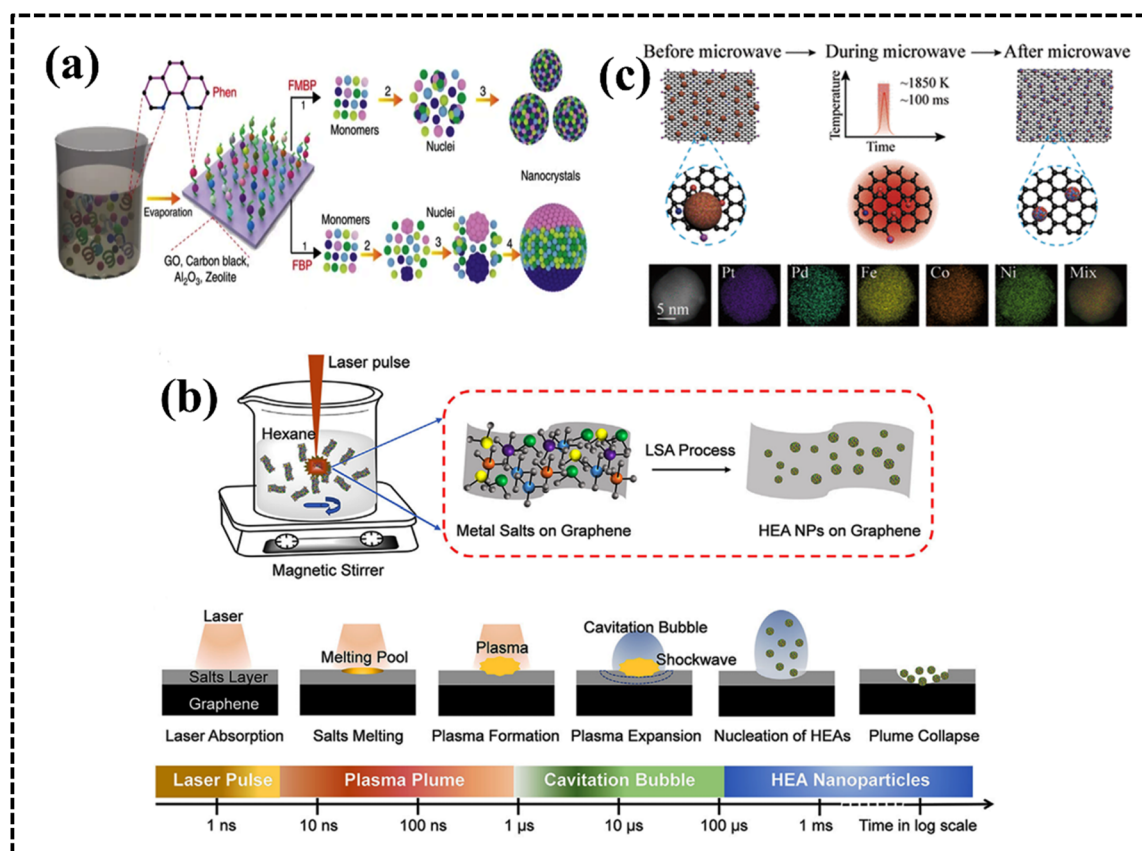 (a)
Phen
Evaporation
GO, Carbon black,
Al₂O₃, Zeolite
FMBP
1
Monomers
2
Nuclei
3
Nanocrystals
1
FBP
Monomers
2
3
Nuclei
4
(c)
Before microwave
During microwave
After microwave
Temperature
~1850 K
~100 ms
Time
5 nm
Pt
Pd
Fe
Co
Ni
Mix
(b)
Laser pulse
Hexane
Magnetic Stirrer
Metal Salts on Graphene
LSA Process
HEA NPs on Graphene
Laser
Salts Layer
Graphene
Melting Pool
Plasma
Cavitation Bubble
Shockwave
Laser Absorption
Salts Melting
Plasma Formation
Plasma Expansion
Nucleation of HEAs
Plume Collapse
Laser Pulse
Plasma Plume
Cavitation Bubble
HEA Nanoparticles
1 ns
10 ns
100 ns
1 µs
10 µs
100 µs
1 ms
Time in log scale